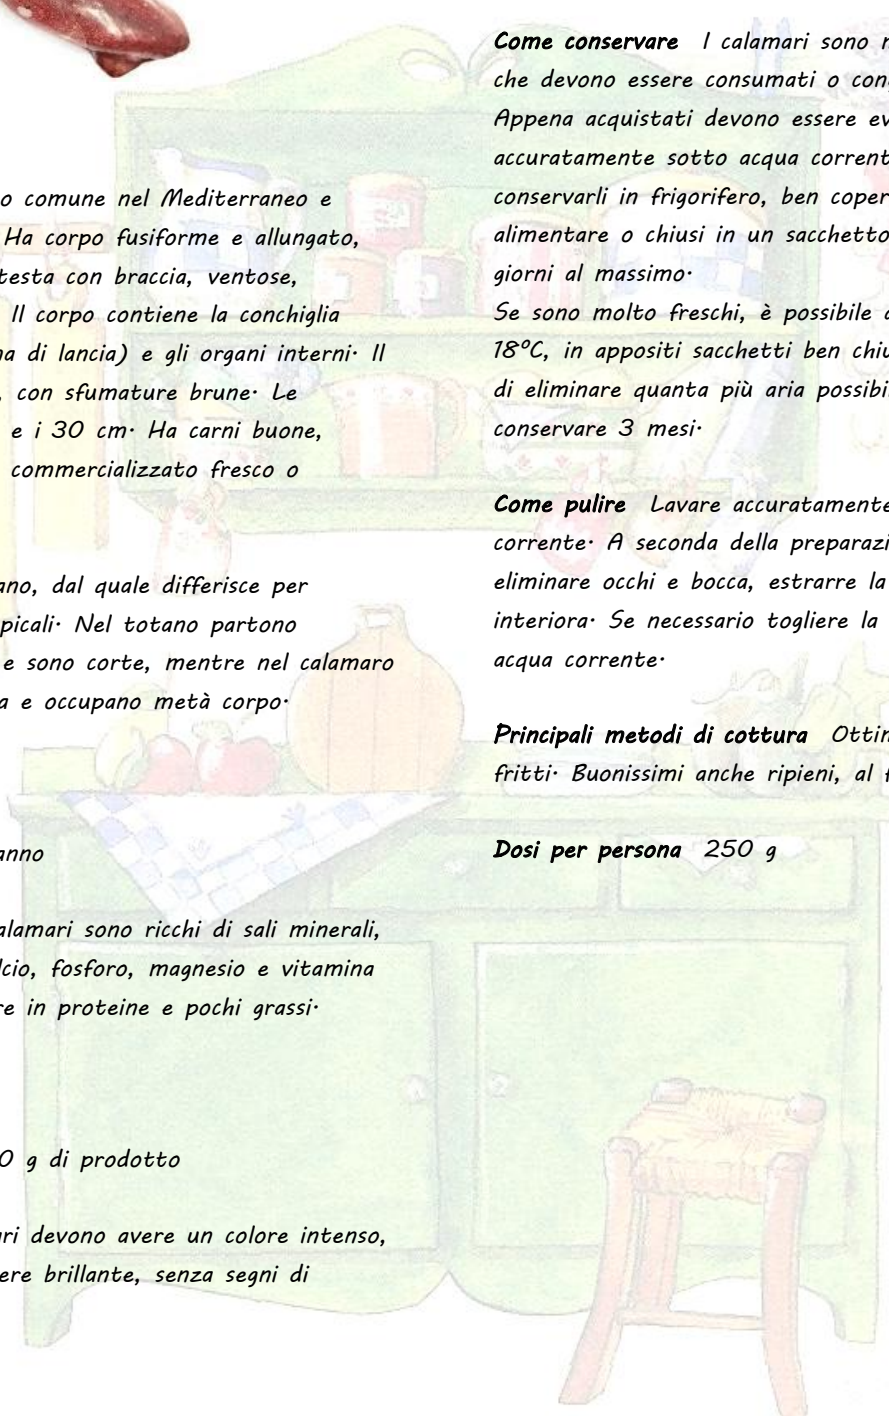 o comune nel Mediterraneo e
Ha corpo fusiforme e allungato,
testa con braccia, ventose,
Il corpo contiene la conchiglia
a di lancia) e gli organi interni. Il
, con sfumature brune. Le
e i 30 cm. Ha carni buone,
commercializzato fresco o
ano, dal quale differisce per
picali. Nel totano partono
e sono corte, mentre nel calamaro
a e occupano metà corpo.
anno
alamari sono ricchi di sali minerali,
lcio, fosforo, magnesio e vitamina
re in proteine e pochi grassi.
0 g di prodotto
ri devono avere un colore intenso,
ere brillante, senza segni di
Come conservare I calamari sono
che devono essere consumati o con
Appena acquistati devono essere ev
accuratamente sotto acqua corrent
conservarli in frigorifero, ben coper
alimentare o chiusi in un sacchetto
giorni al massimo.
Se sono molto freschi, è possibile
18°C, in appositi sacchetti ben chiu
di eliminare quanta più aria possibi
conservare 3 mesi.
Come pulire Lavare accuratamente
corrente. A seconda della preparazi
eliminare occhi e bocca, estrarre la
interiora. Se necessario togliere la
acqua corrente.
Principali metodi di cottura Ottin
fritti. Buonissimi anche ripieni, al f
Dosi per persona 250 g